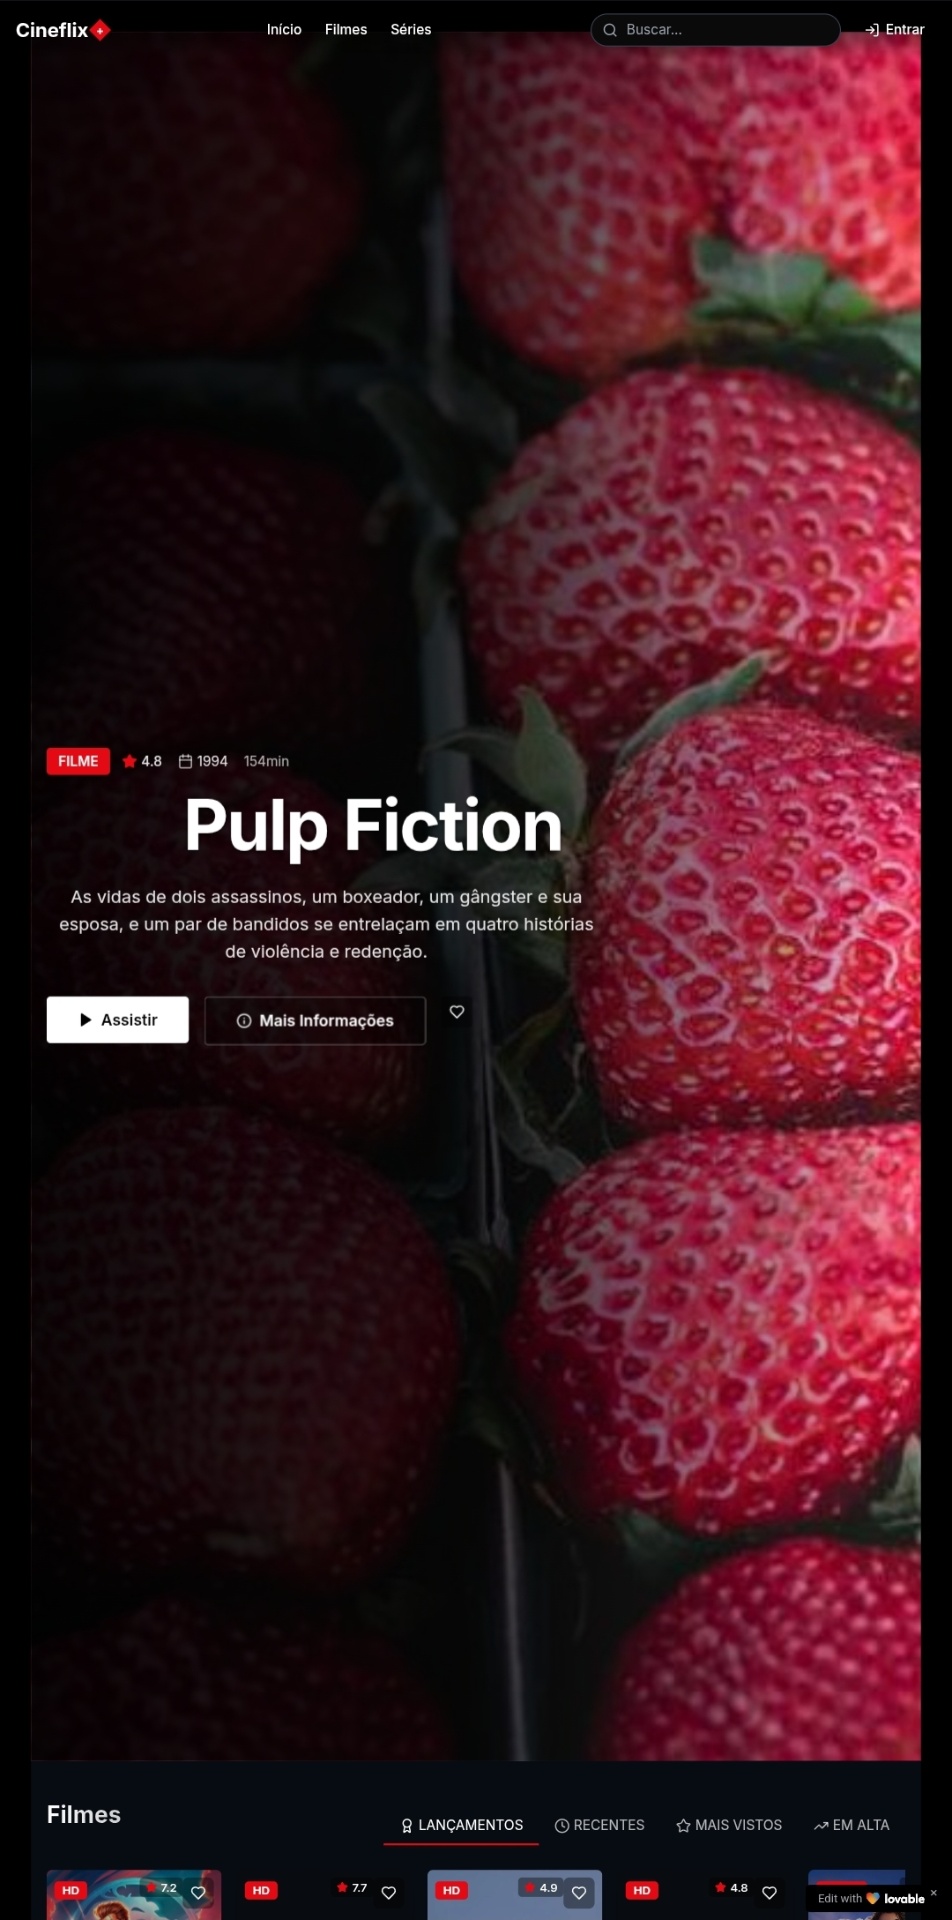 Cineflix+
Início Filmes Séries
Buscar...
Entrar
FILME 4.8 1994 154min
Pulp Fiction
As vidas de dois assassinos, um boxeador, um gângster e sua
esposa, e um par de bandidos se entrelaçam em quatro histórias
de violência e redenção.
Assistir
Mais Informações
Filmes
LANÇAMENTOS RECENTES MAIS VISTOS EM ALTA
HD 7.2 HD 7.7 HD 4.9 HD 4.8
Edit with lovable ×